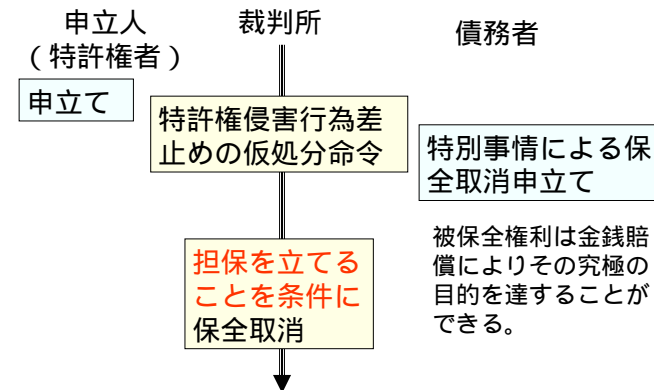 申立人
(特許権者)
裁判所
債務者
申立て
特許権侵害行為差
止めの仮処分命令
特別事情による保
全取消申立て
被保全権利は金銭賠
償によりその究極の
目的を達することが
できる。
担保を立てる
ことを条件に
保全取消